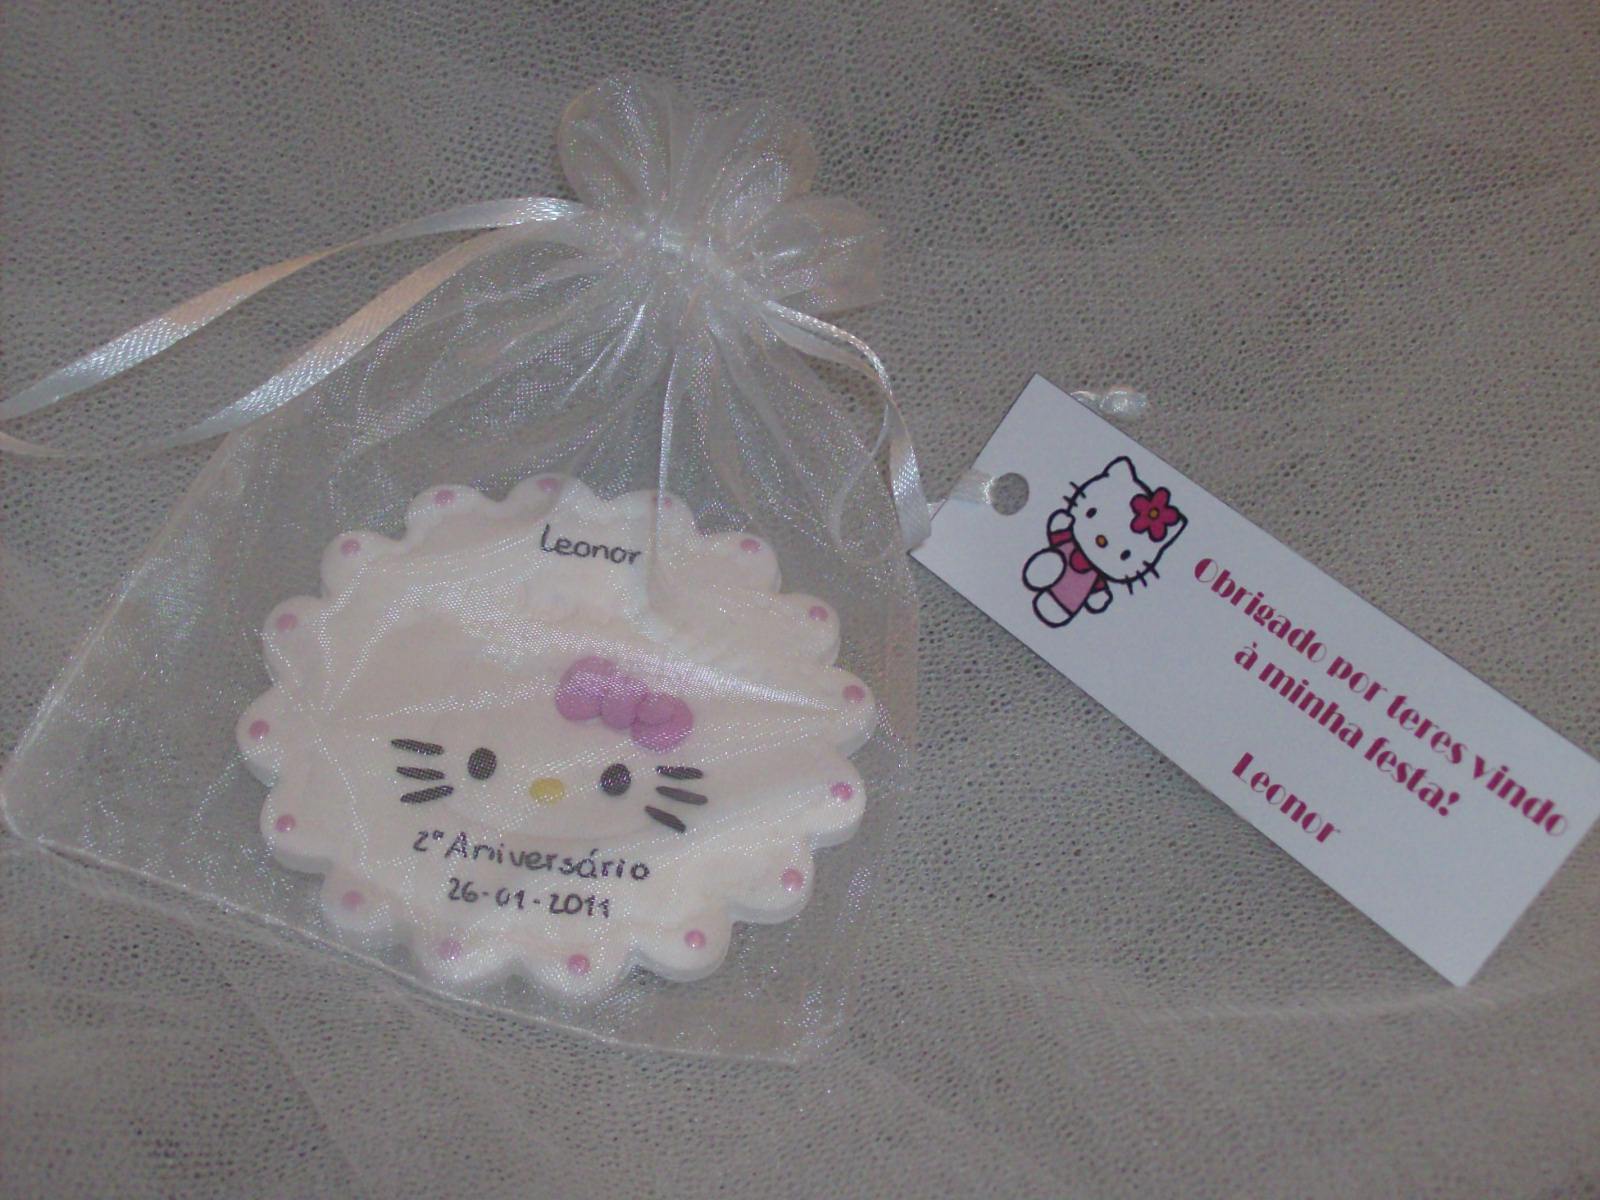 Leonor
2º Aniversário
26-01-2011
Obrigado por teres vindo
à minha festa!
Leonor